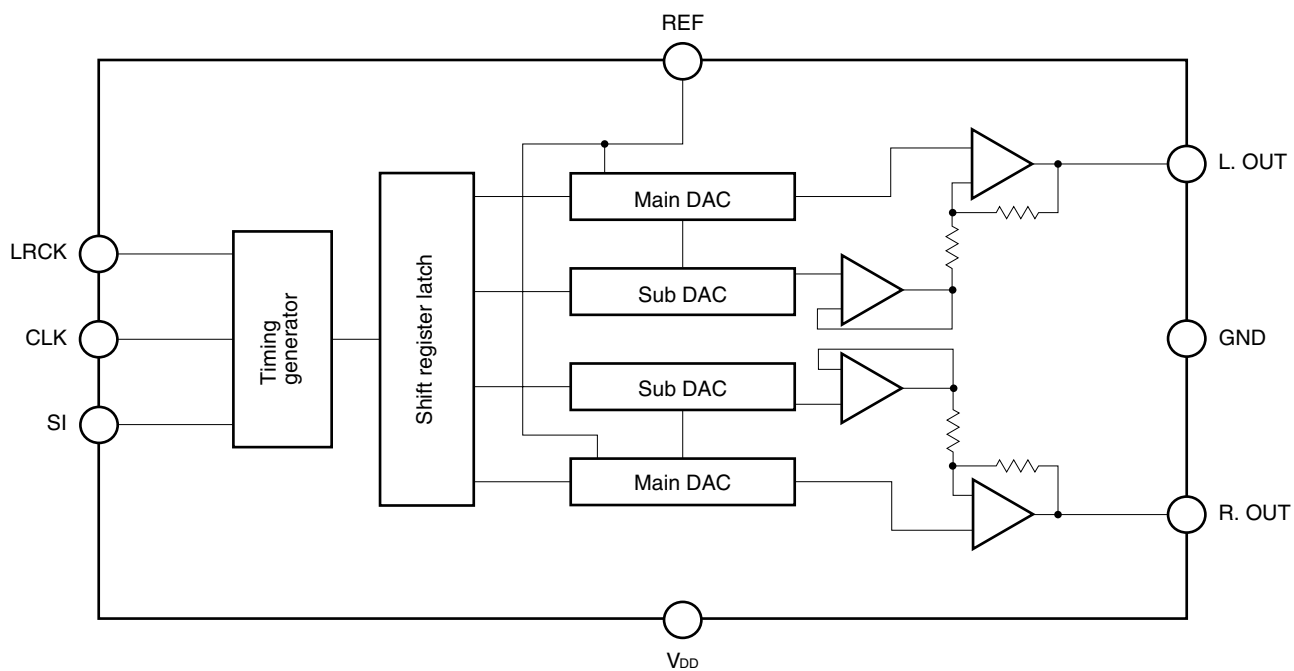 REF
L. OUT
Main DAC
LRCK
Sub DAC
Timing
generator
Shift register latch
CLK
GND
Sub DAC
SI
Main DAC
R. OUT
VDD